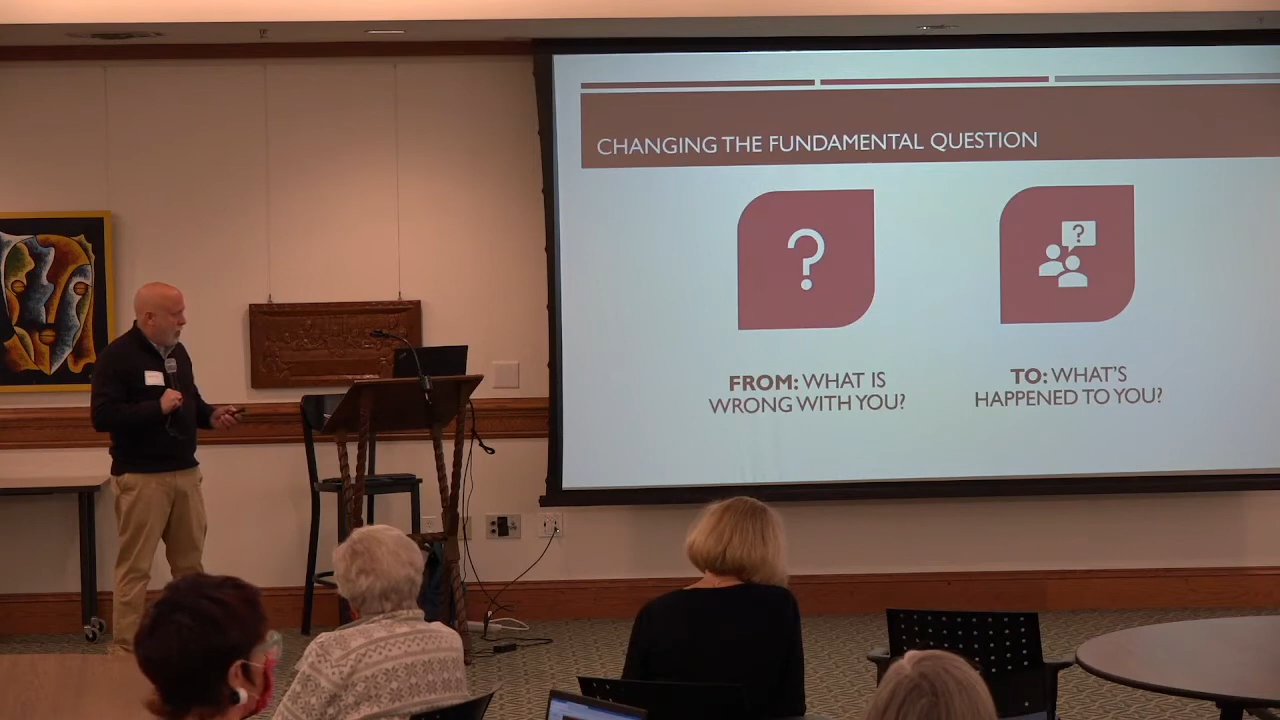 CHANGING THE FUNDAMENTAL QUESTION
?
?
FROM: WHAT IS
WRONG WITH YOU?
TO: WHAT'S
HAPPENED TO YOU?